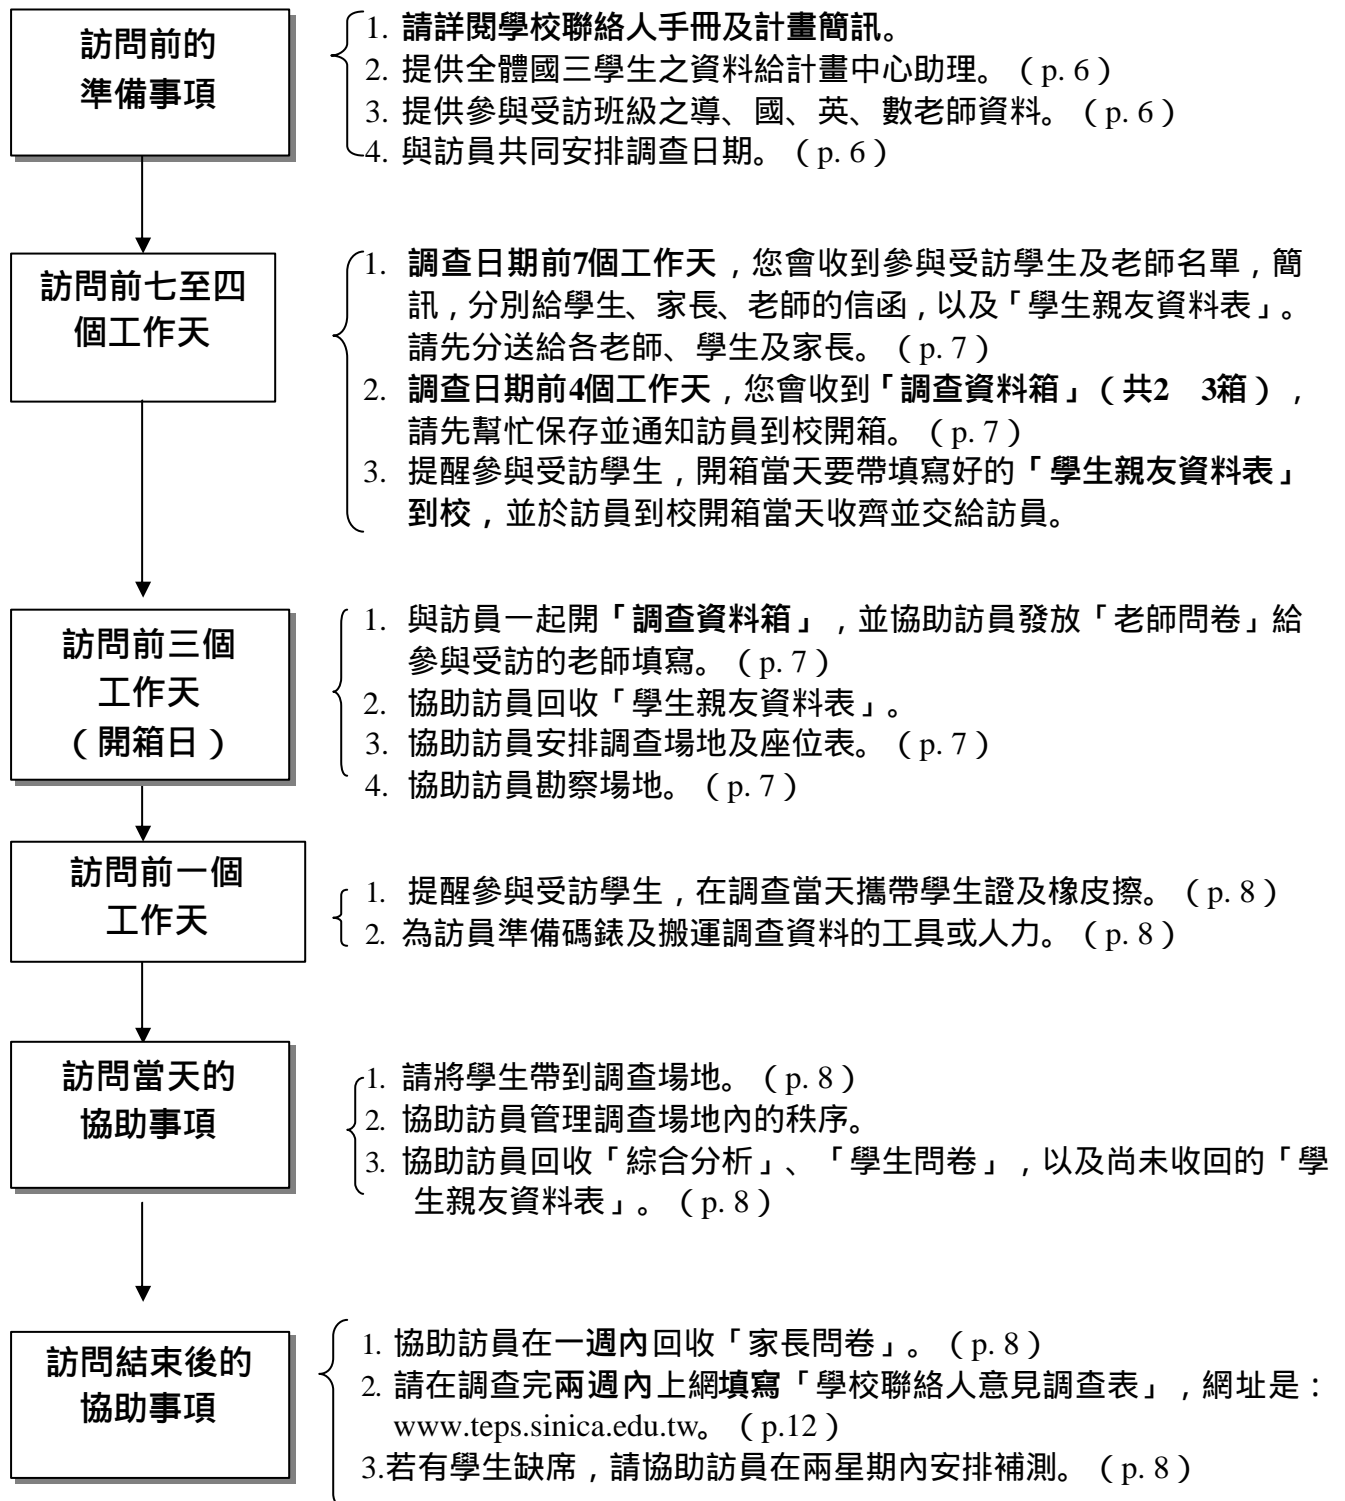 訪問前的
準備事項
1. 請詳閱學校聯絡人手冊及計畫簡訊。
2. 提供全體國三學生之資料給計畫中心助理。（p. 6）
3. 提供參與受訪班級之導、國、英、數老師資料。（p. 6）
4. 與訪員共同安排調查日期。（p. 6）
訪問前七至四
個工作天
1. 調查日期前7個工作天，您會收到參與受訪學生及老師名單，簡
訊，分別給學生、家長、老師的信函，以及「學生親友資料表」。
請先分送給各老師、學生及家長。（p. 7）
2. 調查日期前4個工作天，您會收到「調查資料箱」（共2 3箱），
請先幫忙保存並通知訪員到校開箱。（p. 7）
3. 提醒參與受訪學生，開箱當天要帶填寫好的「學生親友資料表」
到校，並於訪員到校開箱當天收齊並交給訪員。
訪問前三個
工作天
（開箱日）
1. 與訪員一起開「調查資料箱」，並協助訪員發放「老師問卷」給
參與受訪的老師填寫。（p. 7）
2. 協助訪員回收「學生親友資料表」。
3. 協助訪員安排調查場地及座位表。（p. 7）
4. 協助訪員勘察場地。（p. 7）
訪問前一個
工作天
1. 提醒參與受訪學生，在調查當天攜帶學生證及橡皮擦。（p. 8）
2. 為訪員準備碼錶及搬運調查資料的工具或人力。（p. 8）
訪問當天的
協助事項
1. 請將學生帶到調查場地。（p. 8）
2. 協助訪員管理調查場地內的秩序。
3. 協助訪員回收「綜合分析」、「學生問卷」，以及尚未收回的「學
生親友資料表」。（p. 8）
訪問結束後的
協助事項
1. 協助訪員在一週內回收「家長問卷」。（p. 8）
2. 請在調查完兩週內上網填寫「學校聯絡人意見調查表」，網址是：
www.teps.sinica.edu.tw。（p.12）
3.若有學生缺席，請協助訪員在兩星期內安排補測。（p. 8）